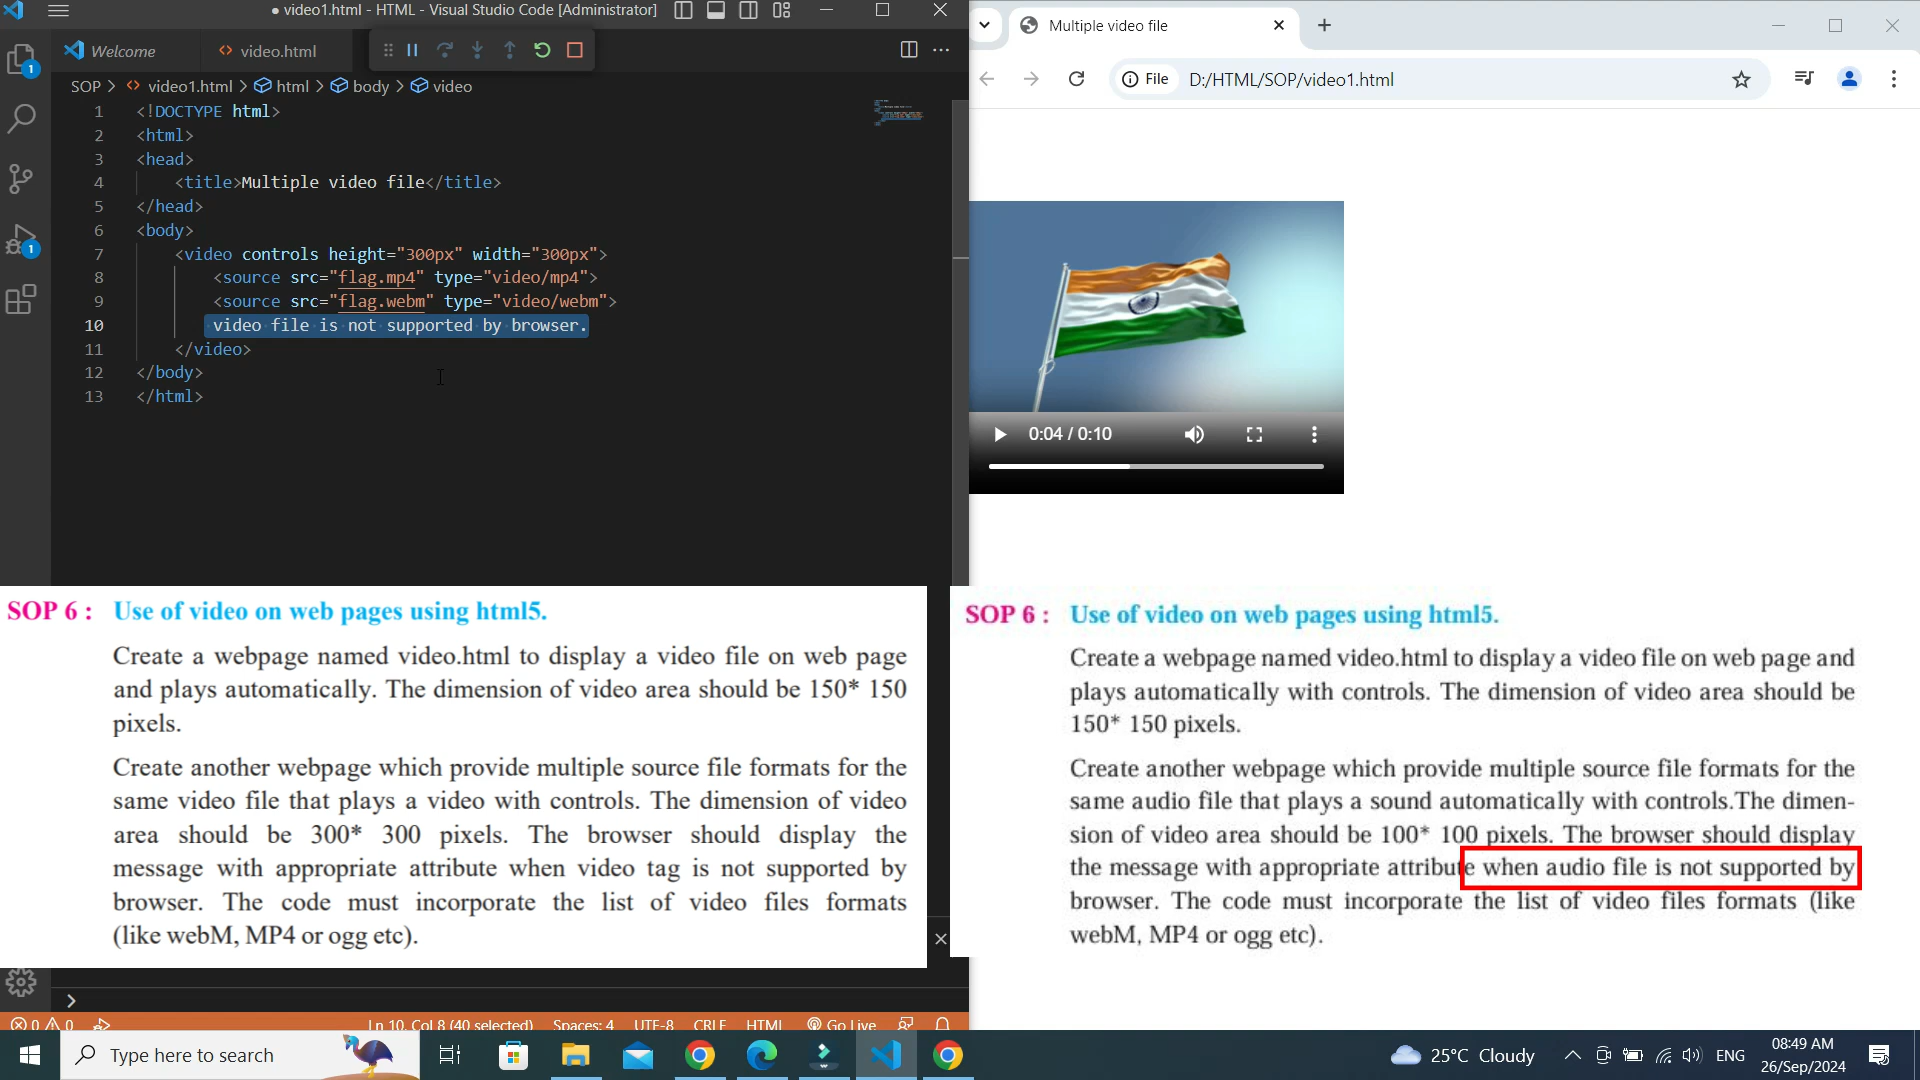 ● video1.html - HTML - Visual Studio Code [Administrator]
Welcome
video.html
SOP > video1.html > html > body > video
1 <!DOCTYPE html>
2 <html>
3 <head>
4 <title>Multiple video file</title>
5 </head>
6 <body>
7 <video controls height="300px" width="300px">
8 <source src="flag.mp4" type="video/mp4">
9 <source src="flag.webm" type="video/webm">
10 video file is not supported by browser.
11 </video>
12 </body>
13 </html>
1
1
Multiple video file
File D:/HTML/SOP/video1.html
0:04 / 0:10
SOP 6 : Use of video on web pages using html5.
Create a webpage named video.html to display a video file on web page
and plays automatically. The dimension of video area should be 150* 150
pixels.
Create another webpage which provide multiple source file formats for the
same video file that plays a video with controls. The dimension of video
area should be 300* 300 pixels. The browser should display the
message with appropriate attribute when video tag is not supported by
browser. The code must incorporate the list of video files formats
(like webM, MP4 or ogg etc).
SOP 6 : Use of video on web pages using html5.
Create a webpage named video.html to display a video file on web page and
plays automatically with controls. The dimension of video area should be
150* 150 pixels.
Create another webpage which provide multiple source file formats for the
same audio file that plays a sound automatically with controls.The dimen-
sion of video area should be 100* 100 pixels. The browser should display
the message with appropriate attribute when audio file is not supported by
browser. The code must incorporate the list of video files formats (like
webM, MP4 or ogg etc).
0 0 Ln 10, Col 8 (40 selected) Spaces: 4 UTF-8 CRLF HTML Go Live
Type here to search
25°C Cloudy
ENG
08:49 AM
26/Sep/2024